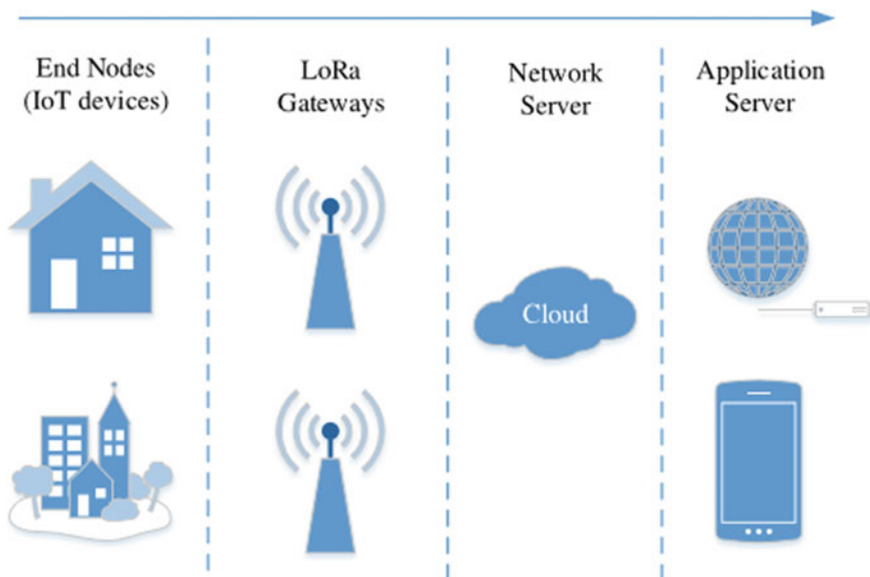 End Nodes
(IoT devices)
LoRa
Gateways
Network
Server
Application
Server
Cloud